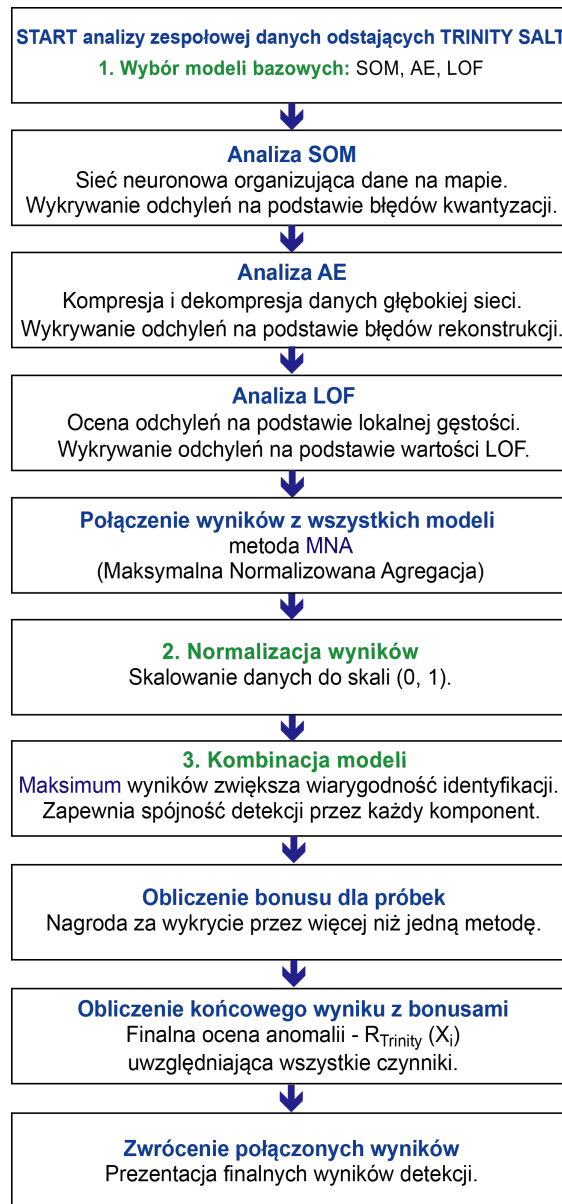 START analizy zespołowej danych odstających TRINITY SALT
1. Wybór modeli bazowych: SOM, AE, LOF
Analiza SOM
Sieć neuronowa organizująca dane na mapie.
Wykrywanie odchyleń na podstawie błędów kwantyzacji.
Analiza AE
Kompresja i dekompresja danych głębokiej sieci.
Wykrywanie odchyleń na podstawie błędów rekonstrukcji.
Analiza LOF
Ocena odchyleń na podstawie lokalnej gęstości.
Wykrywanie odchyleń na podstawie wartości LOF.
Połączenie wyników z wszystkich modeli
metoda MNA
(Maksymalna Normalizowana Agregacja)
2. Normalizacja wyników
Skalowanie danych do skali (0, 1).
3. Kombinacja modeli
Maksimum wyników zwiększa wiarygodność identyfikacji.
Zapewnia spójność detekcji przez każdy komponent.
Obliczenie bonusu dla próbek
Nagroda za wykrycie przez więcej niż jedną metodę.
Obliczenie końcowego wyniku z bonusami
Finalna ocena anomalii - R_Trinity (X_i)
uwzględniająca wszystkie czynniki.
Zwrócenie połączonych wyników
Prezentacja finalnych wyników detekcji.